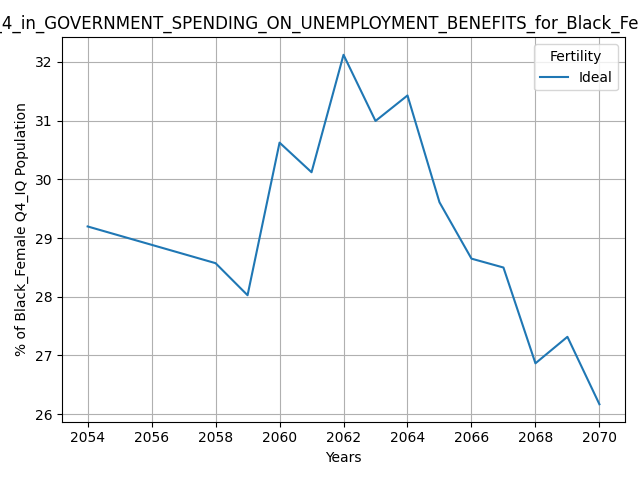 _4_in_GOVERNMENT_SPENDING_ON_UNEMPLOYMENT_BENEFITS_for_Black_Fe
Fertility
Ideal
% of Black_Female Q4_IQ Population
32
31
30
29
28
27
26
2054 2056 2058 2060 2062 2064 2066 2068 2070
Years